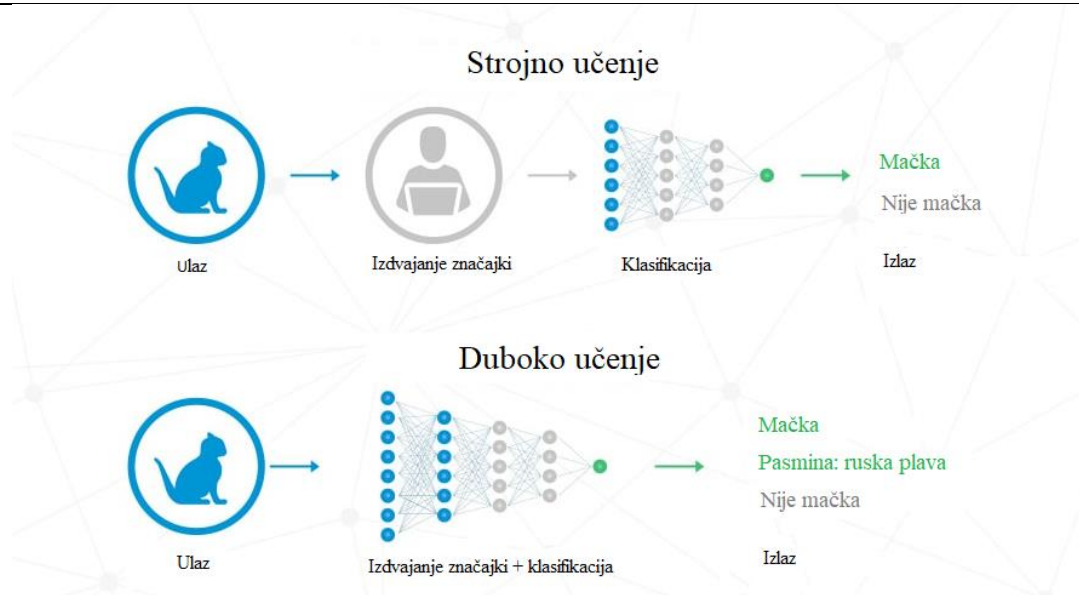 Strojno učenje
Mačka
Nije mačka
Ulaz
Izdvajanje značajki
Klasifikacija
Izlaz
Duboko učenje
Mačka
Pasmina: ruska plava
Nije mačka
Ulaz
Izdvajanje značajki + klasifikacija
Izlaz